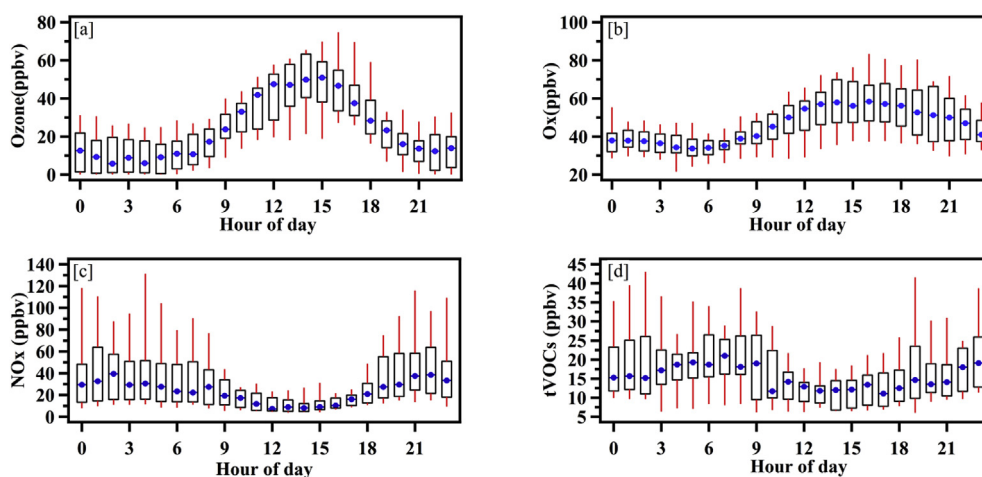 [a]
Ozone(ppbv)
80
60
40
20
0
0 3 6 9 12 15 18 21
Hour of day
[b]
Ox(ppbv)
100
80
60
40
20
0 3 6 9 12 15 18 21
Hour of day
[c]
NOx (ppbv)
140
120
100
80
60
40
20
0
0 3 6 9 12 15 18 21
Hour of day
[d]
tVOCs (ppbv)
45
40
35
30
25
20
15
10
5
0 3 6 9 12 15 18 21
Hour of day